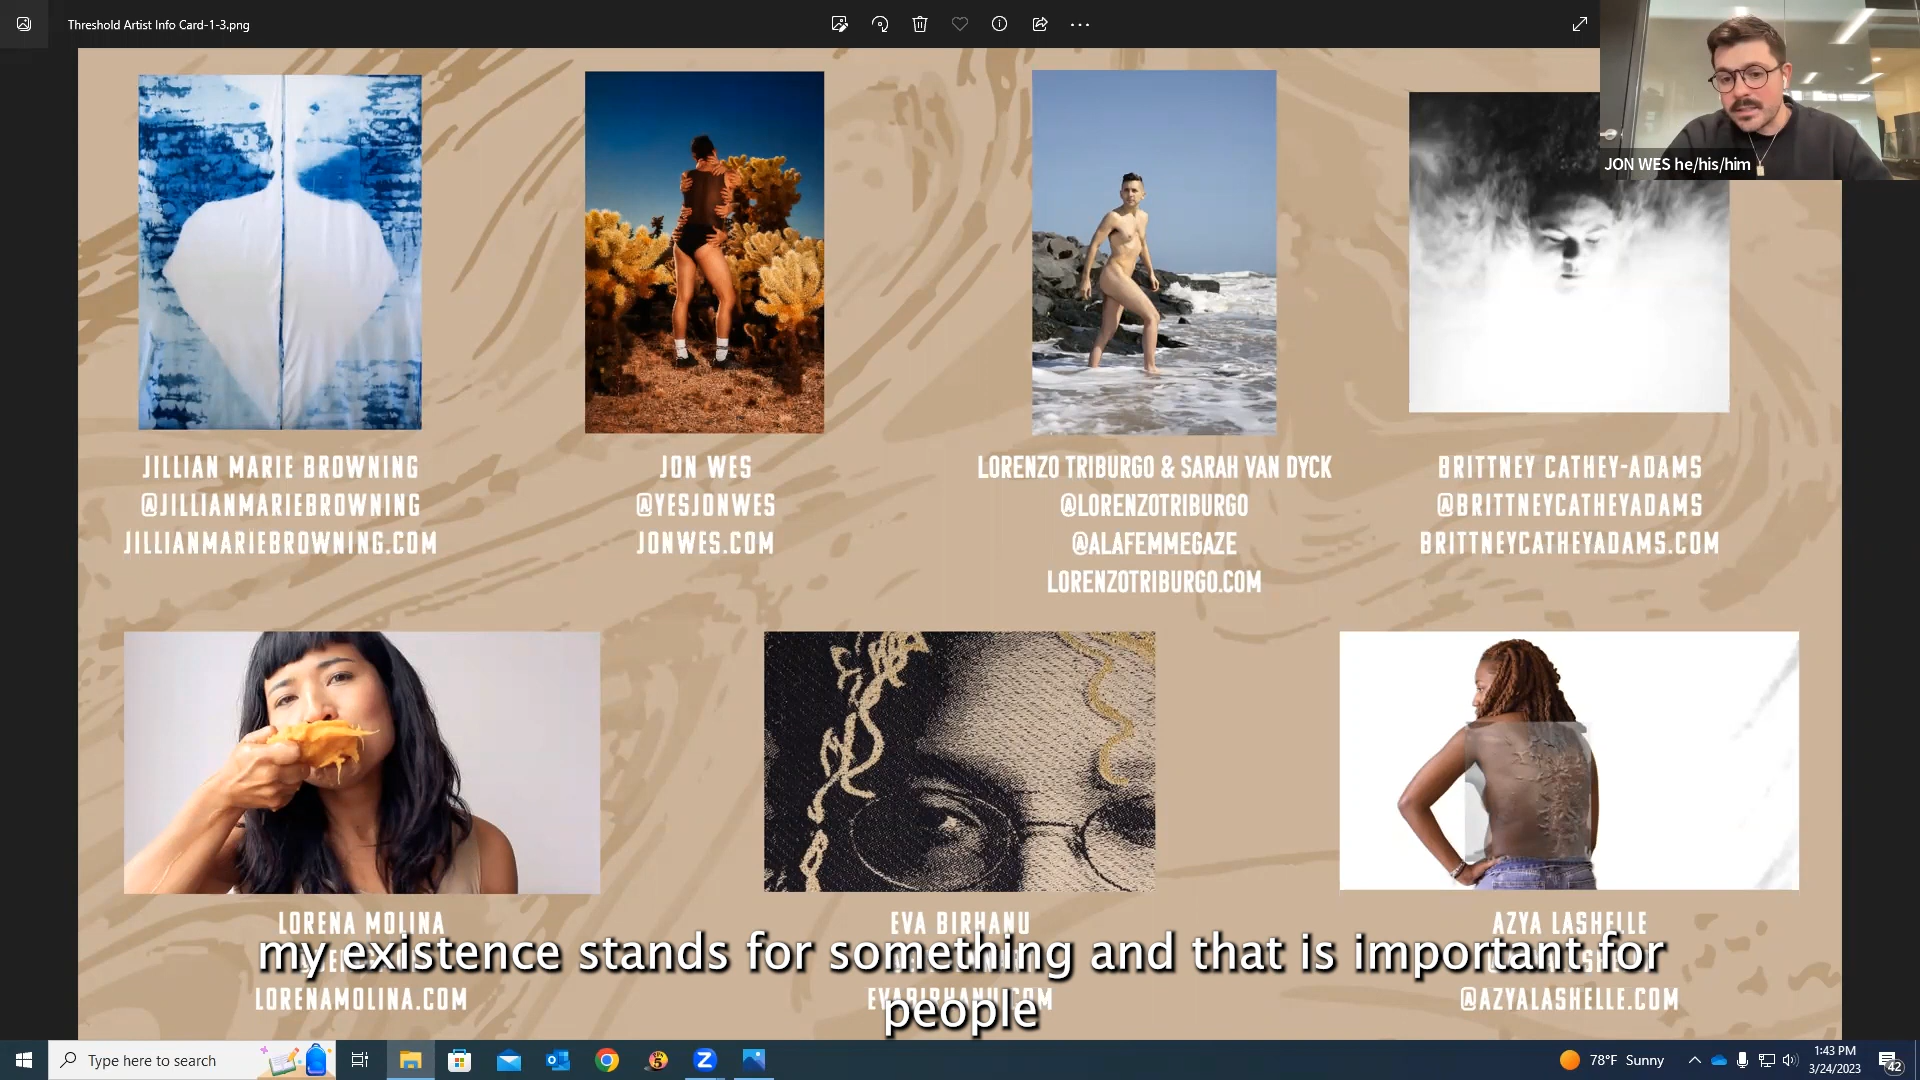 Threshold Artist Info Card-1-3.png
JON WES he/his/him
JILLIAN MARIE BROWNING
@JILLIANMARIEBROWNING
JILLIANMARIEBROWNING.COM
JON WES
@YESJONWES
JONWES.COM
LORENZO TRIBURGO & SARAH VAN DYCK
@LORENZOTRIBURGO
@ALAFEMMEGAZE
LORENZOTRIBURGO.COM
BRITTNEY CATHEY-ADAMS
@BRITTNEYCATHEYADAMS
BRITTNEYCATHEYADAMS.COM
LORENA MOLINA
LORENAMOLINA.COM
EVA BIRHANU
EVABIRHANU.COM
AZYA LASHELLE
@AZYALASHELLE.COM
my existence stands for something and that is important for
people
Type here to search
78°F Sunny
1:43 PM
3/24/2023
42